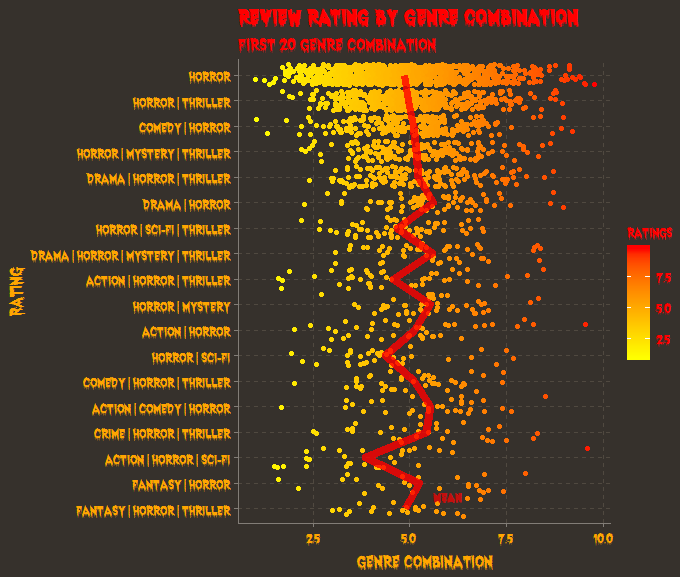 REVIEW RATING BY GENRE COMBINATION
FIRST 20 GENRE COMBINATION
HORROR
HORROR|THRILLER
COMEDY|HORROR
HORROR|MYSTERY|THRILLER
DRAMA|HORROR|THRILLER
DRAMA|HORROR
HORROR|SCI-FI|THRILLER
DRAMA|HORROR|MYSTERY|THRILLER
ACTION|HORROR|THRILLER
HORROR|MYSTERY
ACTION|HORROR
HORROR|SCI-FI
COMEDY|HORROR|THRILLER
ACTION|COMEDY|HORROR
CRIME|HORROR|THRILLER
ACTION|HORROR|SCI-FI
FANTASY|HORROR
FANTASY|HORROR|THRILLER
RATING
MEAN
2.5 5.0 7.5 10.0
GENRE COMBINATION
RATINGS
7.5
5.0
2.5